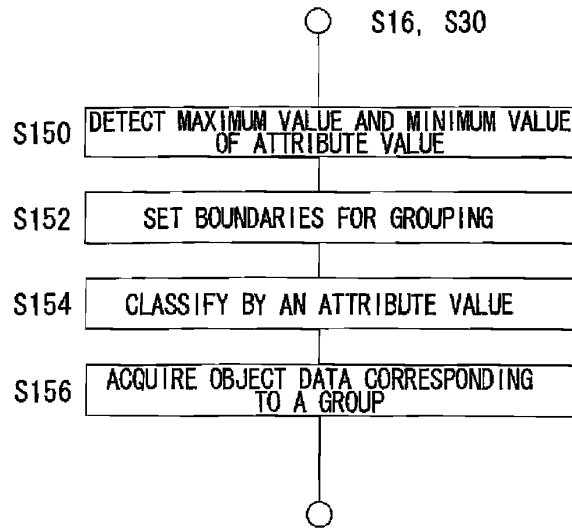 S16, S30
S150 DETECT MAXIMUM VALUE AND MINIMUM VALUE
OF ATTRIBUTE VALUE
S152 SET BOUNDARIES FOR GROUPING
S154 CLASSIFY BY AN ATTRIBUTE VALUE
S156 ACQUIRE OBJECT DATA CORRESPONDING
TO A GROUP